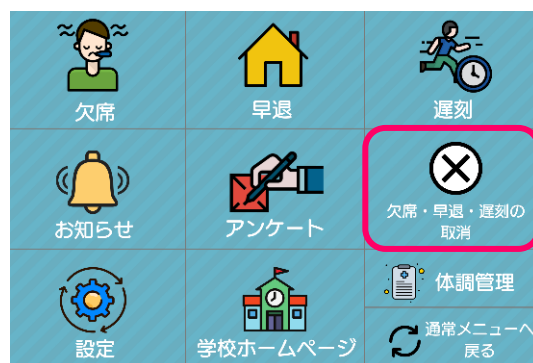 欠席
早退
遅刻
お知らせ
アンケート
欠席・早退・遅刻の
取消
設定
学校ホームページ
体調管理
通常メニューへ
戻る